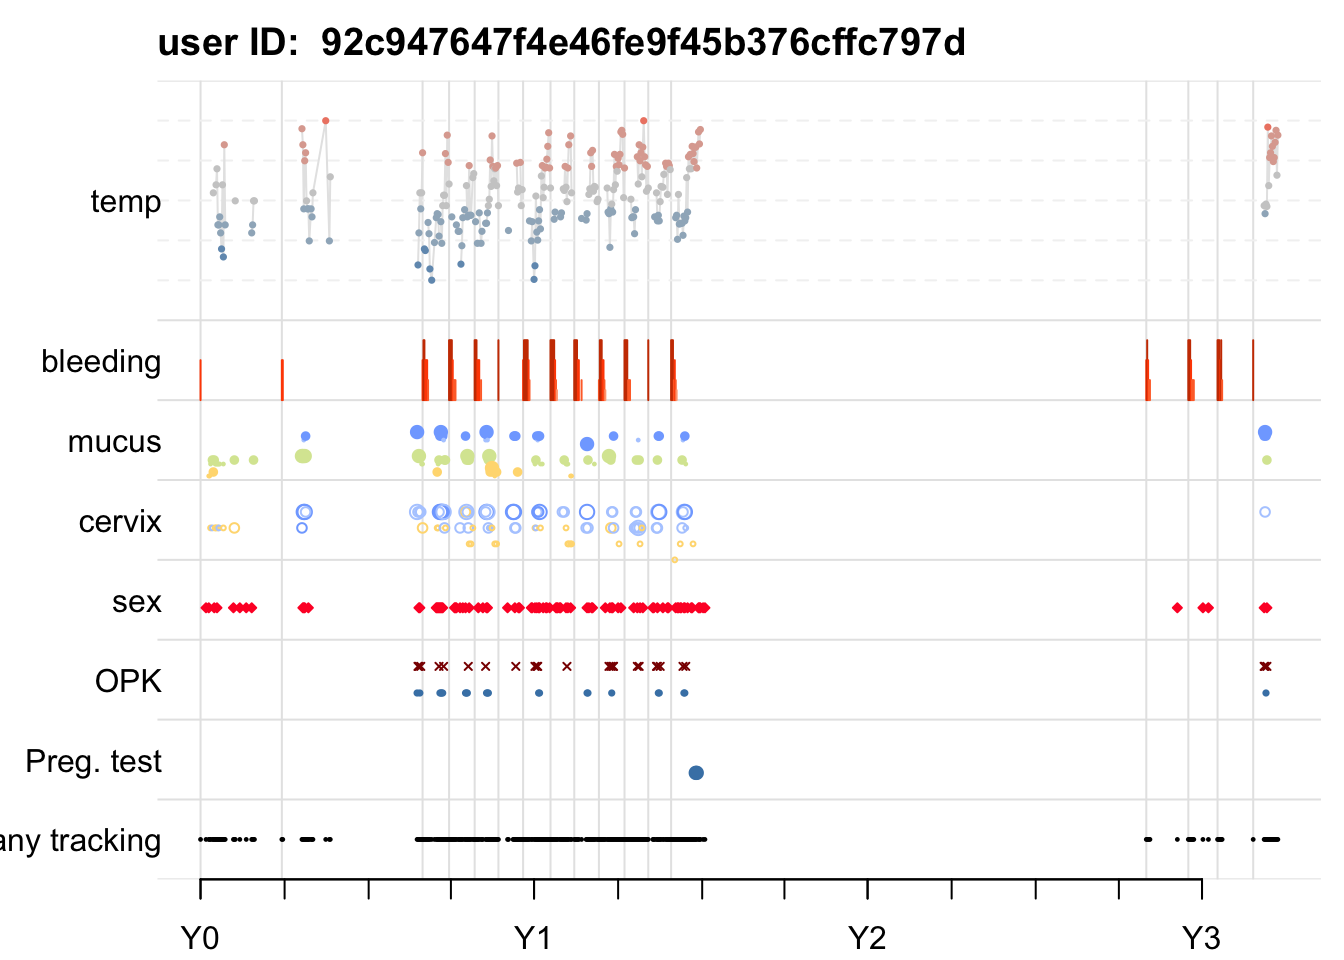 user ID:  92c947647f4e46fe9f45b376cffc797d
temp
bleeding
mucus
cervix
sex
OPK
Preg. test
any tracking
Y0 Y1 Y2 Y3